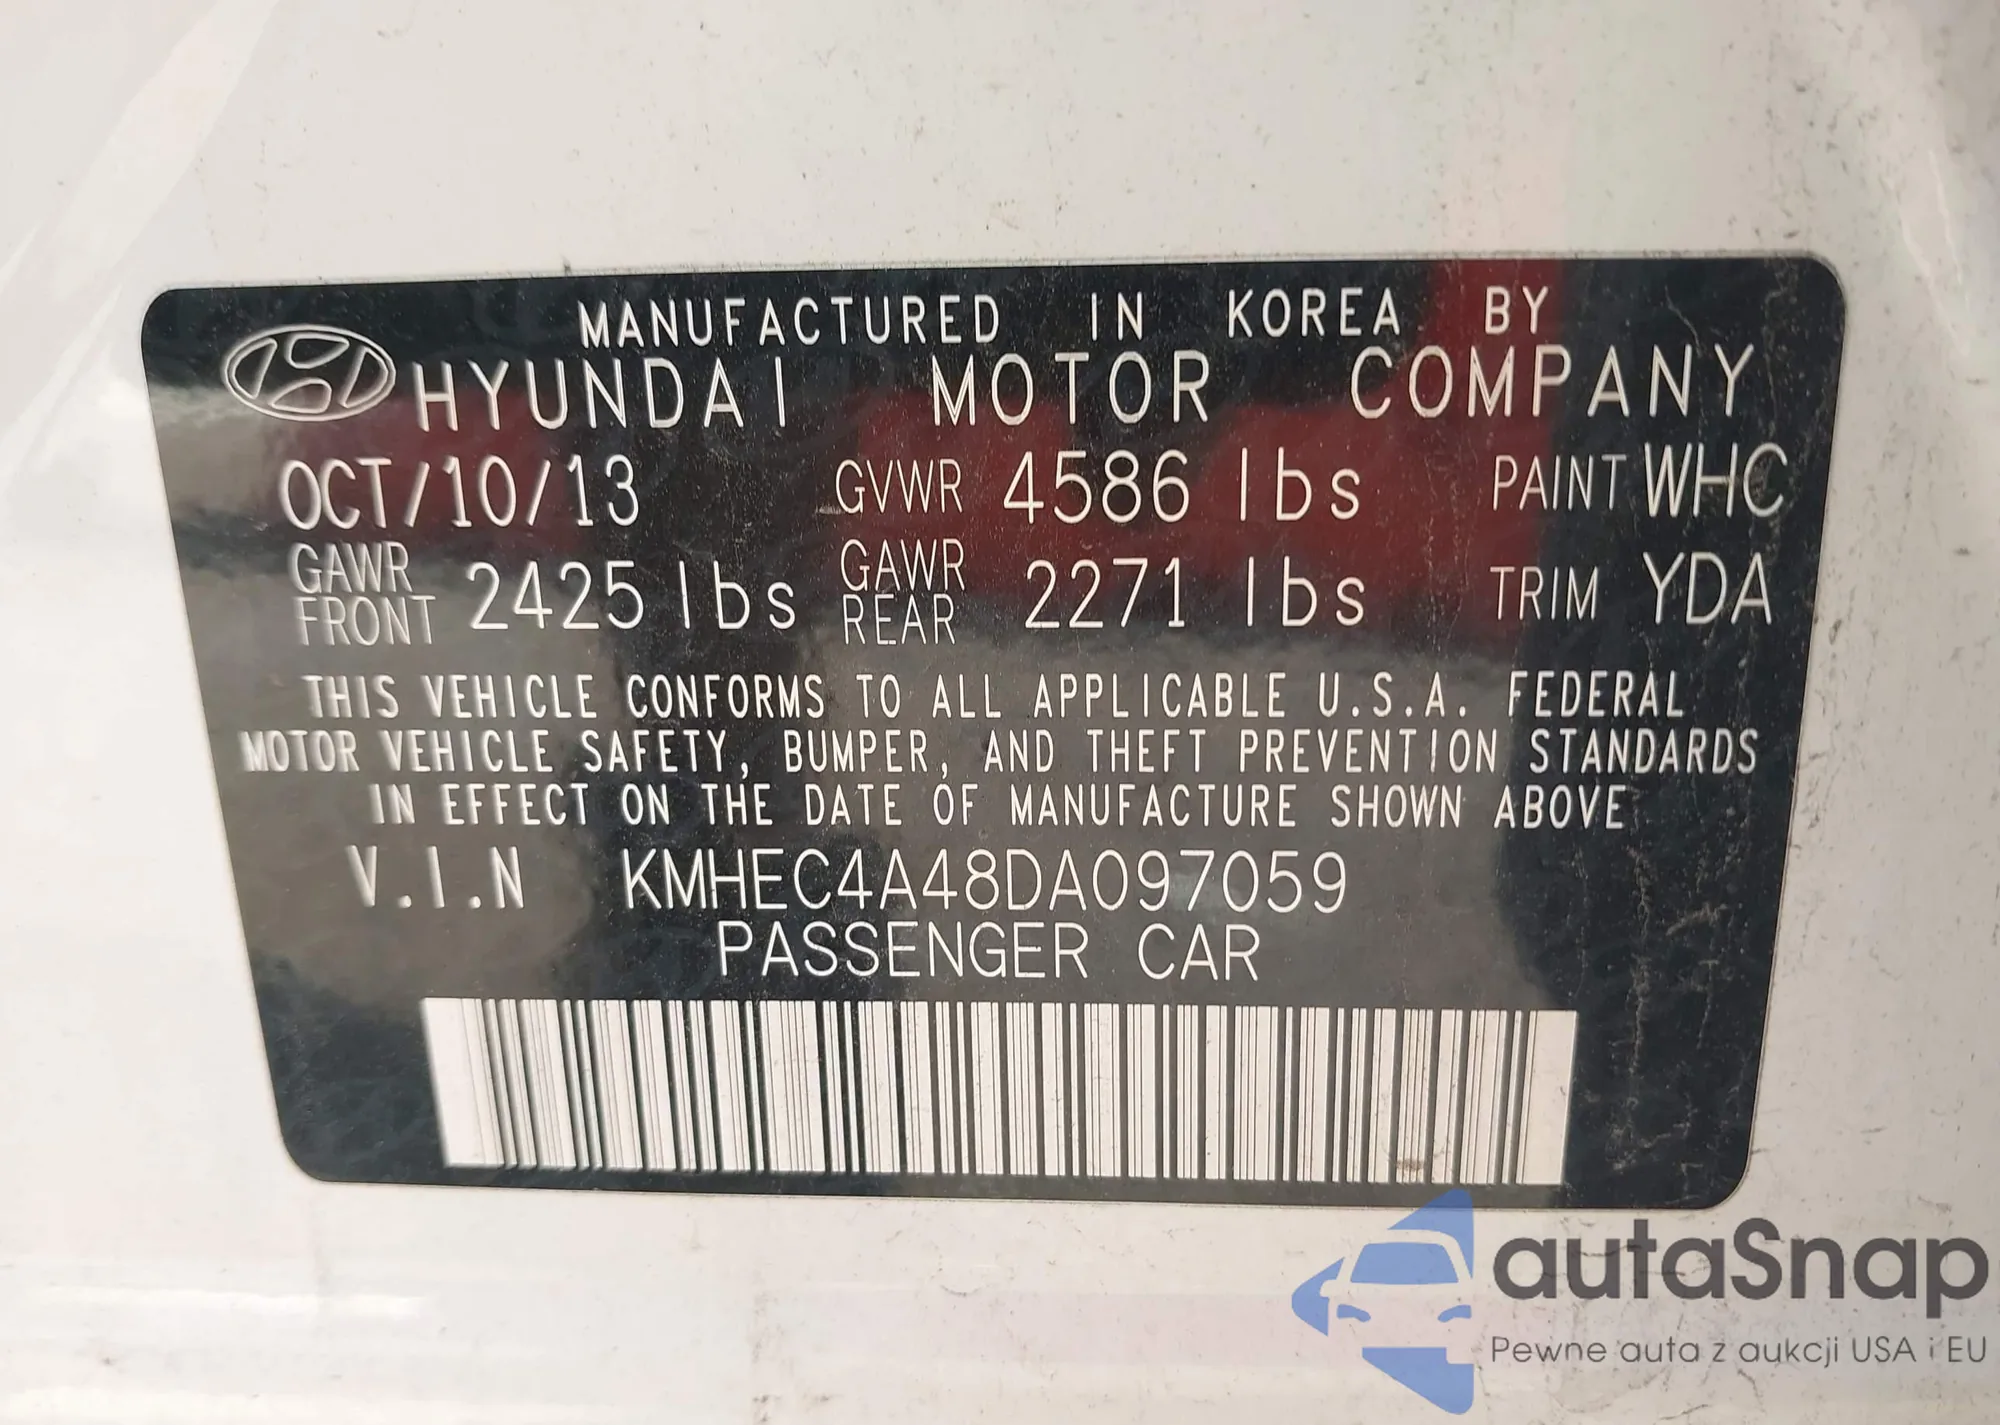 MANUFACTURED IN KOREA BY
HYUNDAI MOTOR COMPANY
OCT/10/13 GVWR 4586 lbs PAINT WHC
GAWR FRONT 2425 lbs GAWR REAR 2271 lbs TRIM YDA
THIS VEHICLE CONFORMS TO ALL APPLICABLE U.S.A. FEDERAL
MOTOR VEHICLE SAFETY, BUMPER, AND THEFT PREVENTION STANDARDS
IN EFFECT ON THE DATE OF MANUFACTURE SHOWN ABOVE
V.I.N KMHEC4A48DA097059
PASSENGER CAR
autaSnap
Pewne auta z aukcji USA i EU